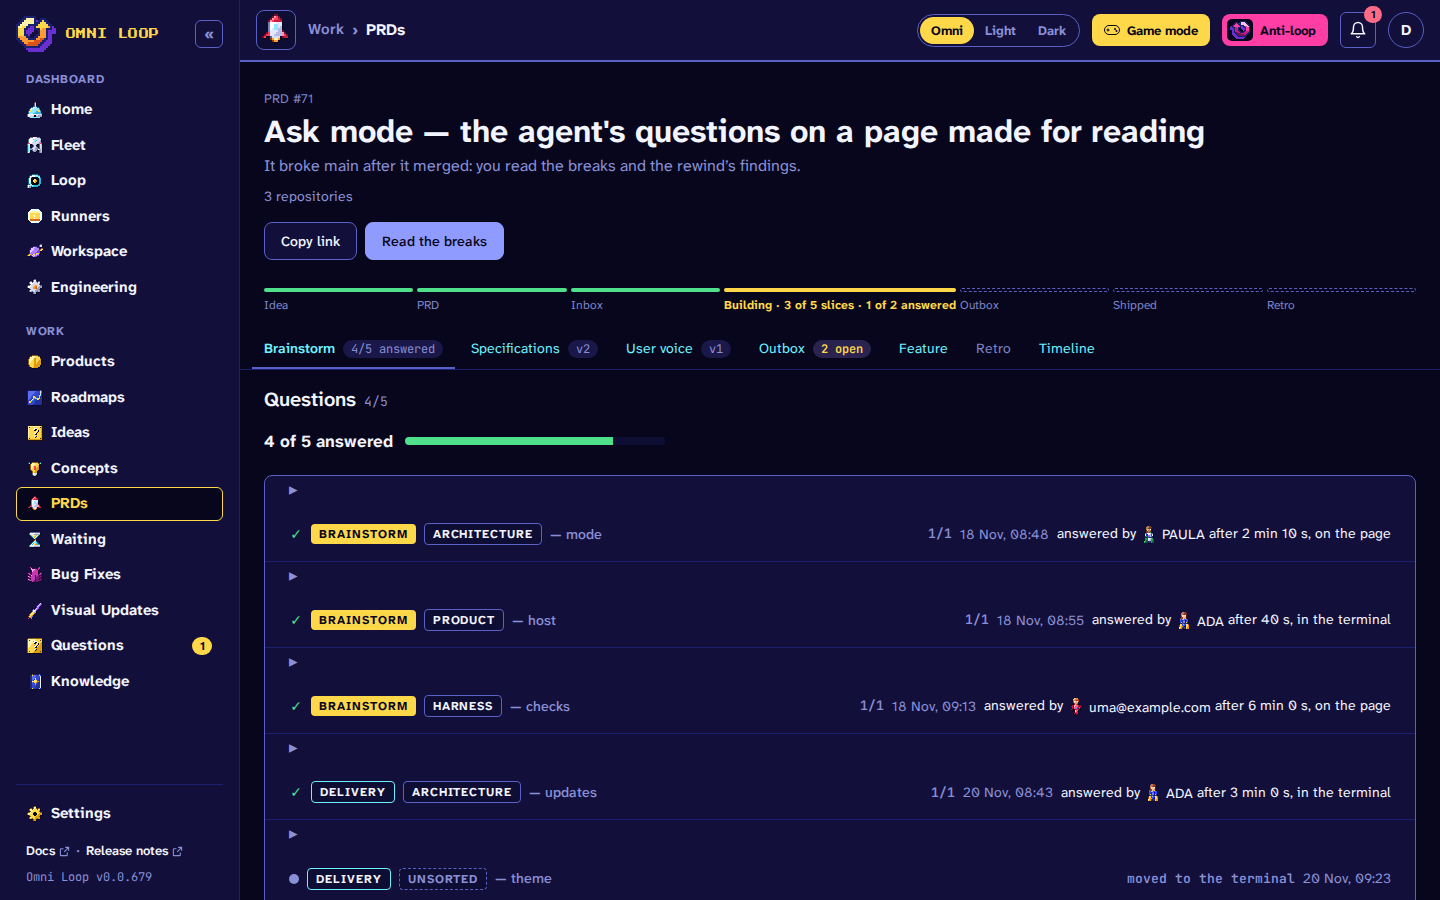 OMNI LOOP
«
DASHBOARD
Home
Fleet
Loop
Runners
Workspace
Engineering
WORK
Products
Roadmaps
Ideas
Concepts
PRDs
Waiting
Bug Fixes
Visual Updates
Questions 1
Knowledge
Settings
Docs · Release notes
Omni Loop v0.0.679
Work › PRDs
Omni Light Dark
Game mode
Anti-loop
1
D
PRD #71
Ask mode — the agent's questions on a page made for reading
It broke main after it merged: you read the breaks and the rewind's findings.
3 repositories
Copy link Read the breaks
Idea PRD Inbox Building · 3 of 5 slices · 1 of 2 answered Outbox Shipped Retro
Brainstorm 4/5 answered Specifications v2 User voice v1 Outbox 2 open Feature Retro Timeline
Questions 4/5
4 of 5 answered
▶
✓ BRAINSTORM ARCHITECTURE — mode 1/1 18 Nov, 08:48 answered by PAULA after 2 min 10 s, on the page
▶
✓ BRAINSTORM PRODUCT — host 1/1 18 Nov, 08:55 answered by ADA after 40 s, in the terminal
▶
✓ BRAINSTORM HARNESS — checks 1/1 18 Nov, 09:13 answered by uma@example.com after 6 min 0 s, on the page
▶
✓ DELIVERY ARCHITECTURE — updates 1/1 20 Nov, 08:43 answered by ADA after 3 min 0 s, in the terminal
▶
DELIVERY UNSORTED — theme moved to the terminal 20 Nov, 09:23